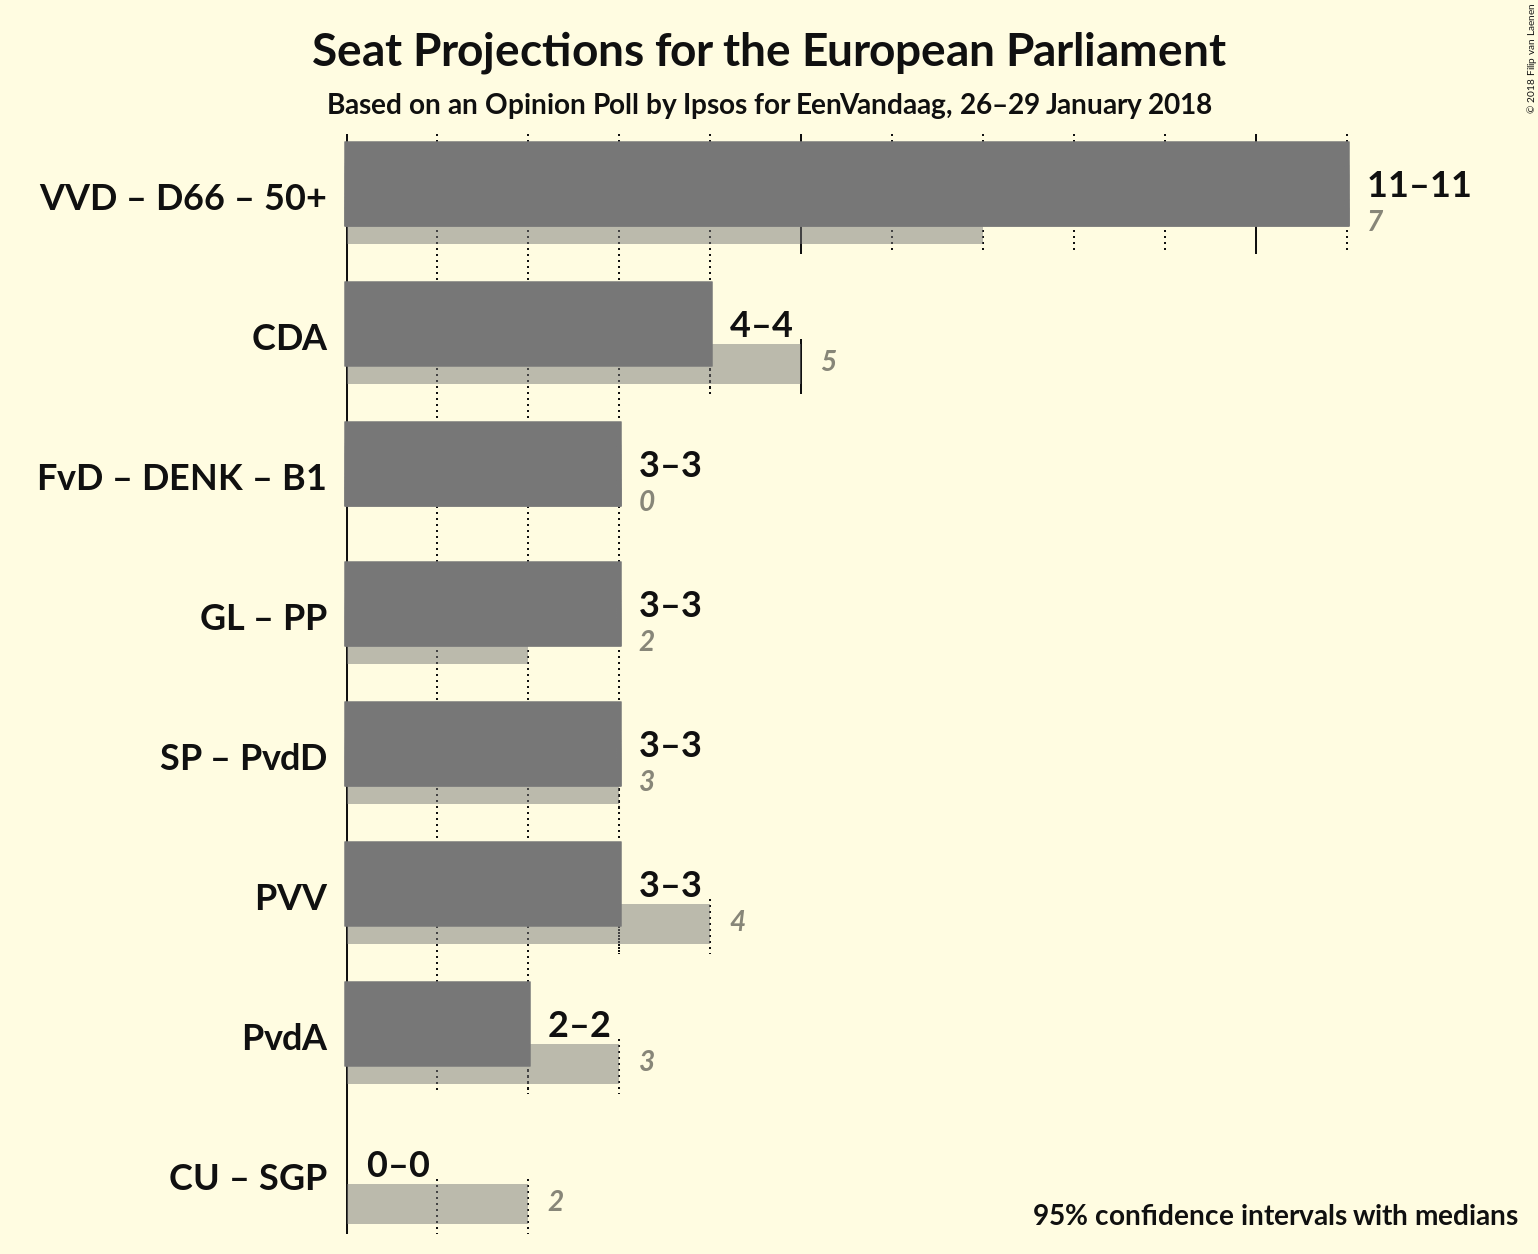 Seat Projections for the European Parliament
Based on an Opinion Poll by Ipsos for EenVandaag, 26–29 January 2018
© 2018 Filip van Laenen
VVD – D66 – 50+
11–11
7
CDA
4–4
5
FvD – DENK – B1
3–3
0
GL – PP
3–3
2
SP – PvdD
3–3
3
PVV
3–3
4
PvdA
2–2
3
CU – SGP
0–0
2
95% confidence intervals with medians